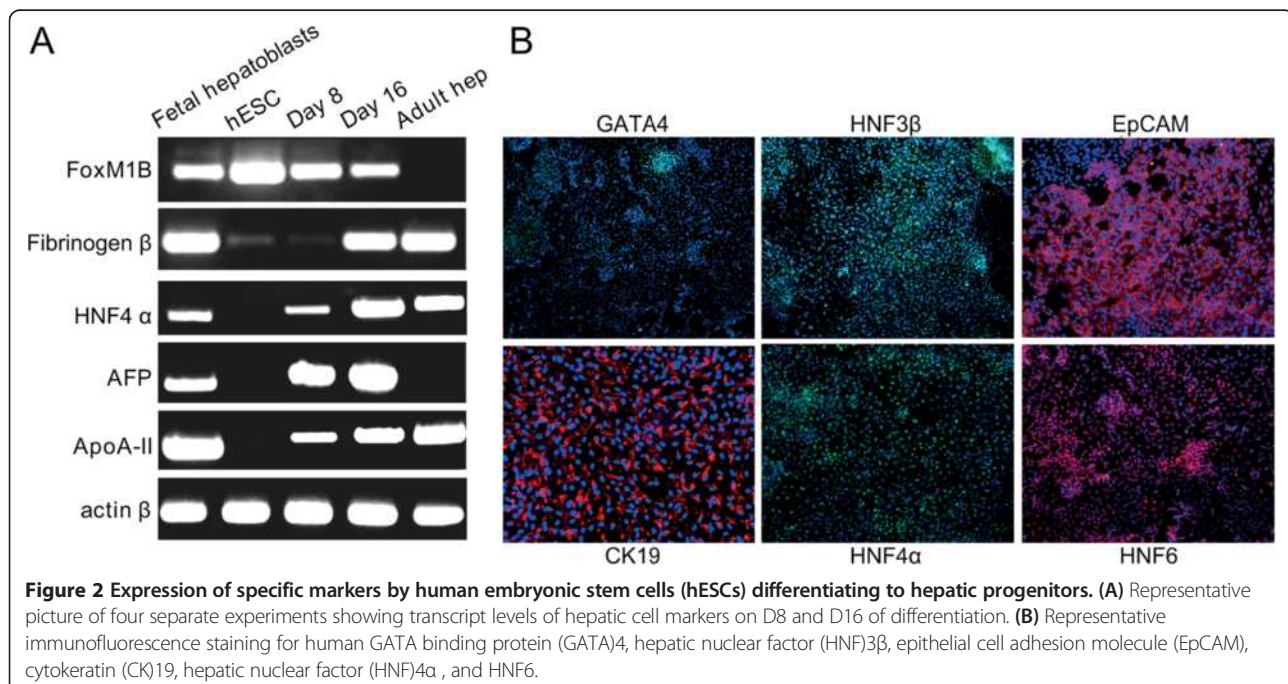 A
B
Fetal hepatoblasts
hESC
Day 8
Day 16
Adult hep
FoxM1B
Fibrinogen β
HNF4 α
AFP
ApoA-II
actin β
GATA4
HNF3β
EpCAM
CK19
HNF4α
HNF6
Figure 2 Expression of specific markers by human embryonic stem cells (hESCs) differentiating to hepatic progenitors. (A) Representative
picture of four separate experiments showing transcript levels of hepatic cell markers on D8 and D16 of differentiation. (B) Representative
immunofluorescence staining for human GATA binding protein (GATA)4, hepatic nuclear factor (HNF)3β, epithelial cell adhesion molecule (EpCAM),
cytokeratin (CK)19, hepatic nuclear factor (HNF)4α , and HNF6.